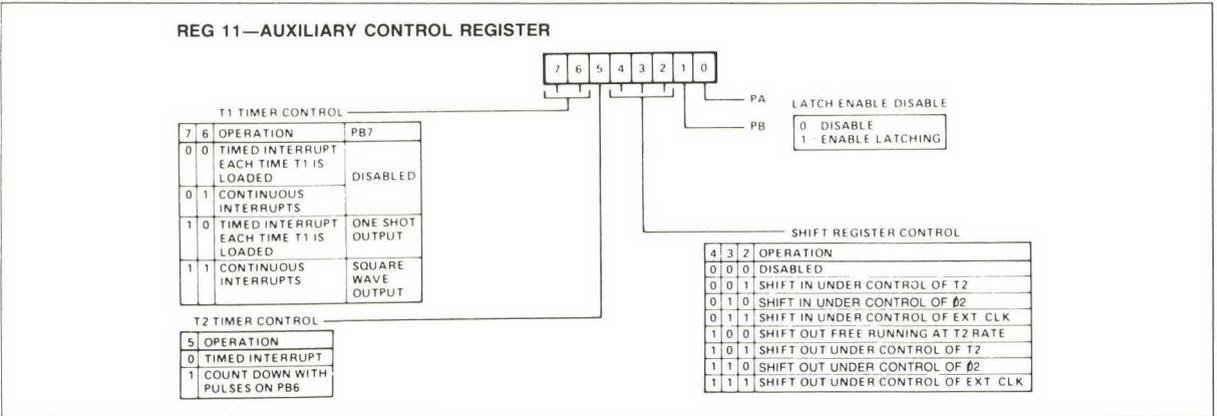 REG 11—AUXILIARY CONTROL REGISTER
7 6 5 4 3 2 1 0
PA
PB
LATCH ENABLE DISABLE
0 DISABLE
1 ENABLE LATCHING
T1 TIMER CONTROL
7 6 OPERATION PB7
0 0 TIMED INTERRUPT
EACH TIME T1 IS
LOADED
DISABLED
0 1 CONTINUOUS
INTERRUPTS
1 0 TIMED INTERRUPT ONE SHOT
EACH TIME T1 IS OUTPUT
LOADED
1 1 CONTINUOUS SQUARE
INTERRUPTS WAVE
OUTPUT
T2 TIMER CONTROL
5 OPERATION
0 TIMED INTERRUPT
1 COUNT DOWN WITH
PULSES ON PB6
SHIFT REGISTER CONTROL
4 3 2 OPERATION
0 0 0 DISABLED
0 0 1 SHIFT IN UNDER CONTROL OF T2
0 1 0 SHIFT IN UNDER CONTROL OF ϕ2
0 1 1 SHIFT IN UNDER CONTROL OF EXT CLK
1 0 0 SHIFT OUT FREE RUNNING AT T2 RATE
1 0 1 SHIFT OUT UNDER CONTROL OF T2
1 1 0 SHIFT OUT UNDER CONTROL OF ϕ2
1 1 1 SHIFT OUT UNDER CONTROL OF EXT CLK